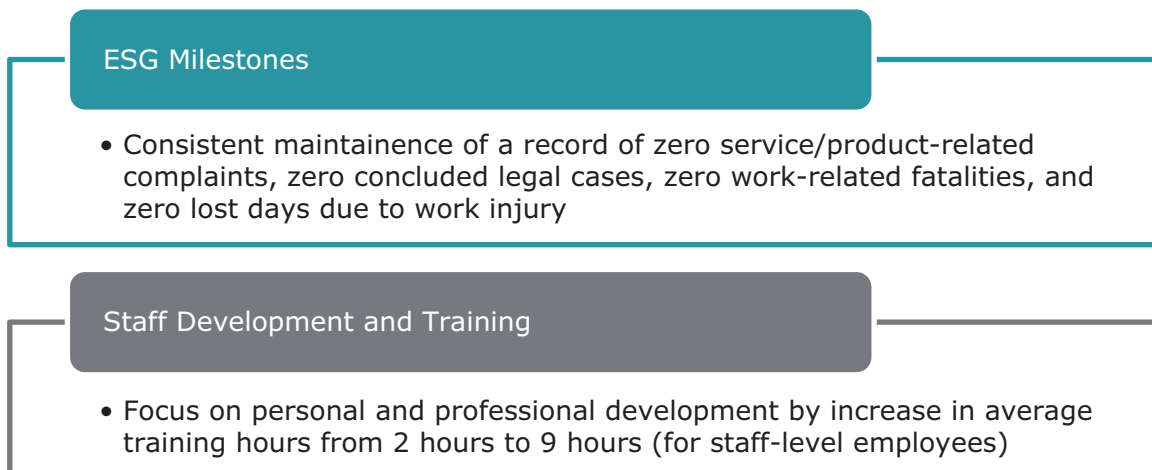 ESG Milestones
• Consistent maintainence of a record of zero service/product-related
complaints, zero concluded legal cases, zero work-related fatalities, and
zero lost days due to work injury
Staff Development and Training
• Focus on personal and professional development by increase in average
training hours from 2 hours to 9 hours (for staff-level employees)